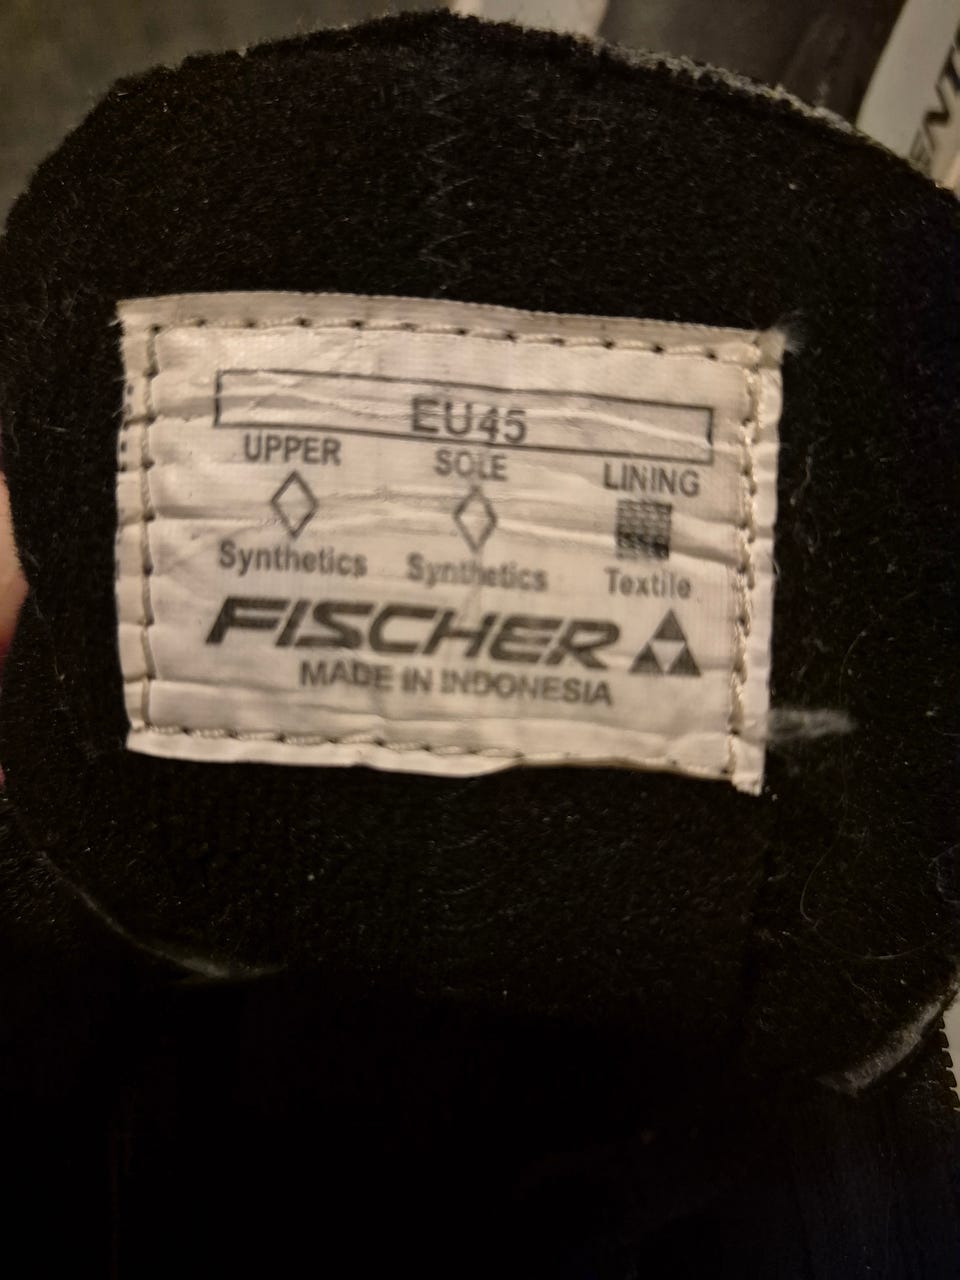 EU45
UPPER SOLE LINING
Synthetics Synthetics Textile
FISCHER
MADE IN INDONESIA